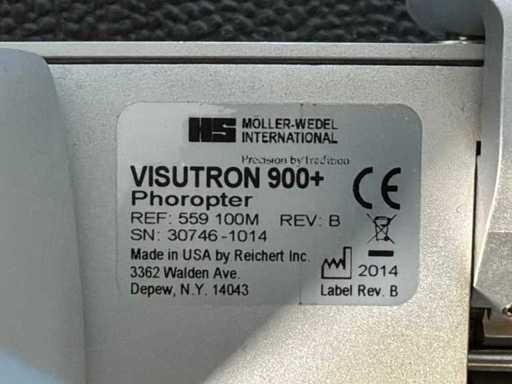 HS MÖLLER-WEDEL
INTERNATIONAL
Precision by Tradition
VISUTRON 900+
Phoropter
REF: 559 100M REV: B
SN: 30746-1014
Made in USA by Reichert Inc.
3362 Walden Ave.
Depew, N.Y. 14043
CE
2014
Label Rev. B